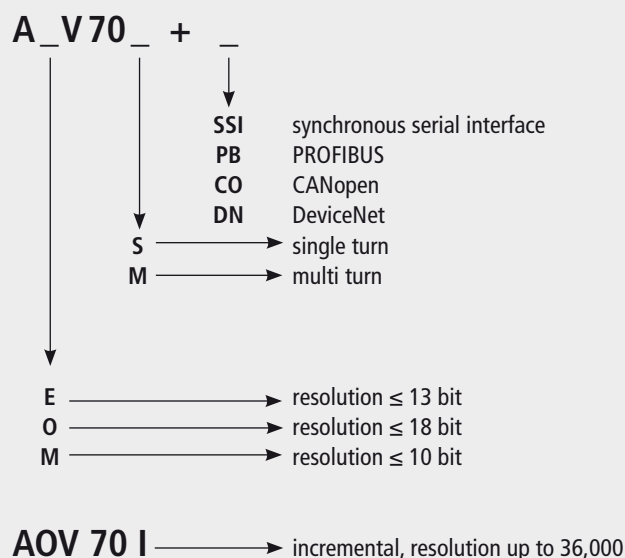 A_V70_ + _
SSI synchronous serial interface
PB PROFIBUS
CO CANopen
DN DeviceNet
S single turn
M multi turn
E resolution ≤ 13 bit
O resolution ≤ 18 bit
M resolution ≤ 10 bit
AOV 70 I incremental, resolution up to 36,000